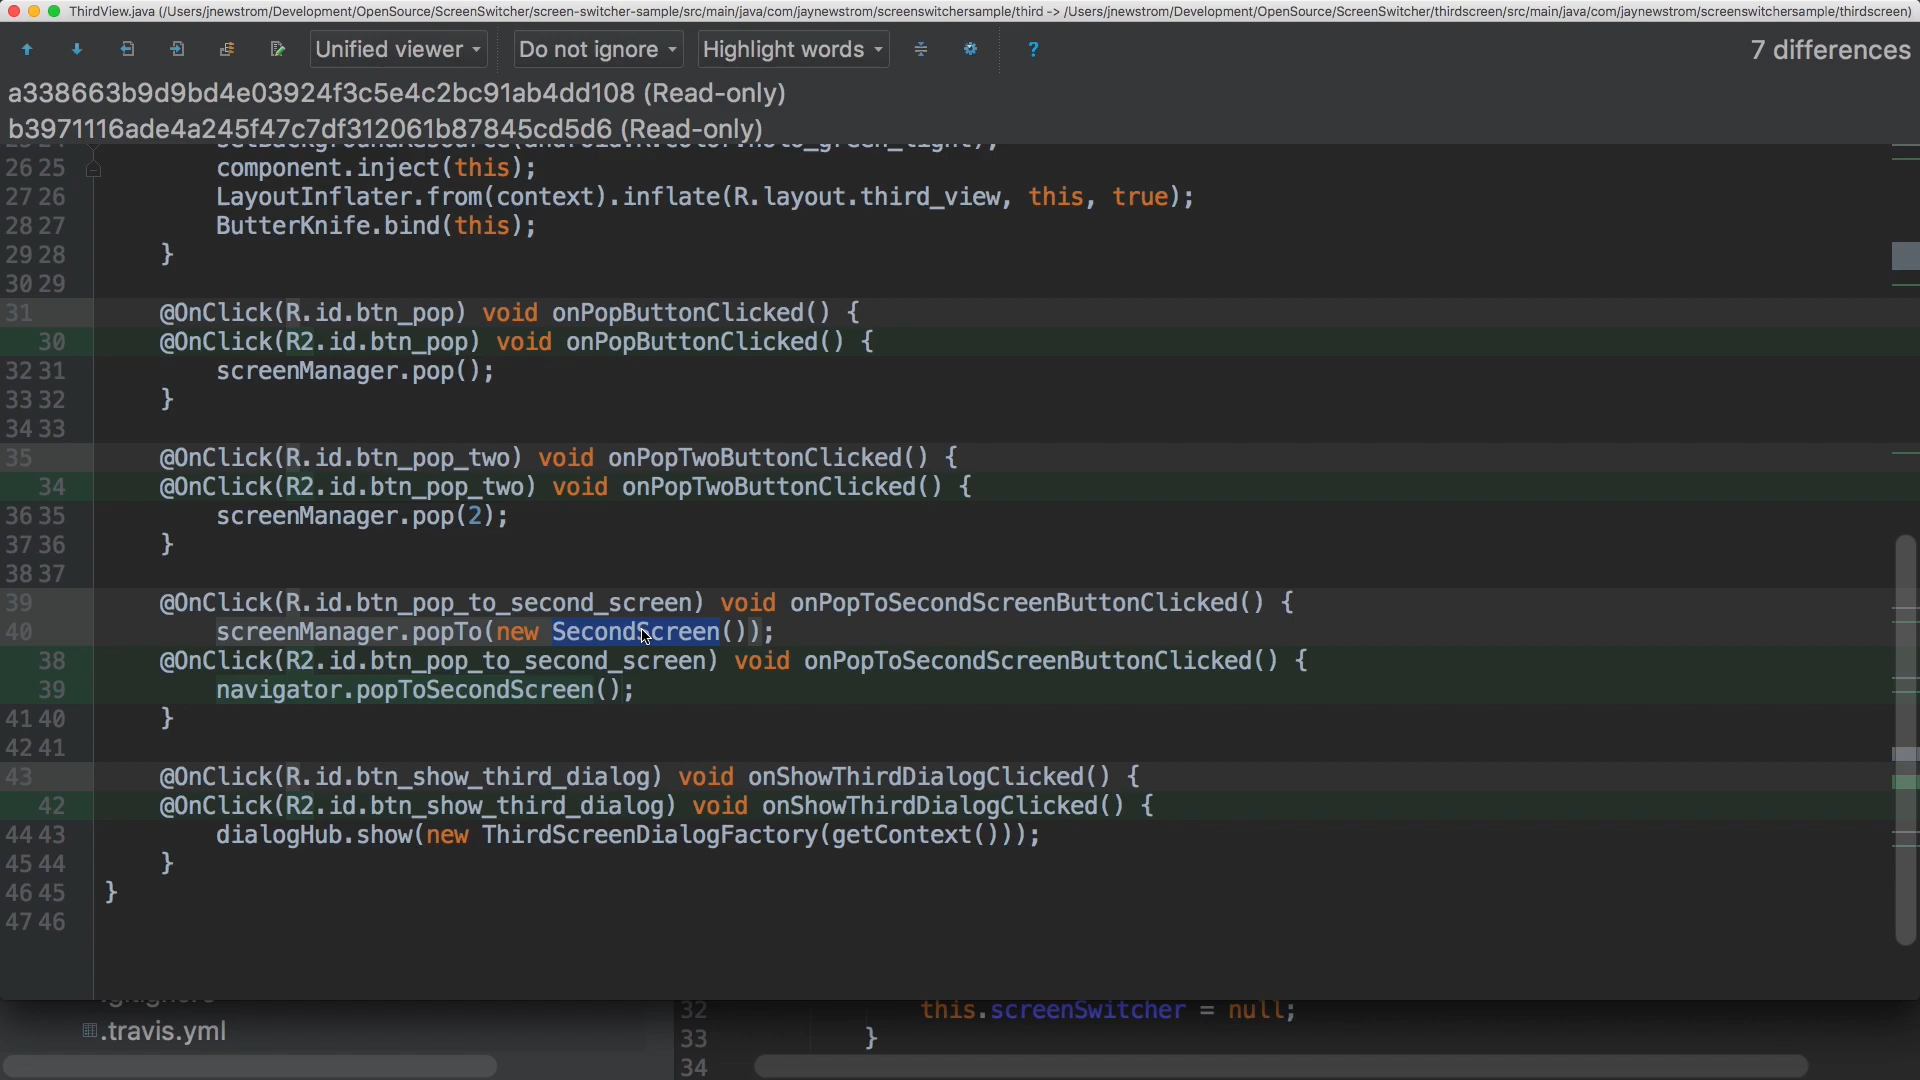 ThirdView.java (/Users/jnewstrom/Development/OpenSource/ScreenSwitcher/screen-switcher-sample/src/main/java/com/jaynewstrom/screenswitchersample/third -> /Users/jnewstrom/Development/OpenSource/ScreenSwitcher/thirdscreen/src/main/java/com/jaynewstrom/screenswitchersample/thirdscreen)
Unified viewer Do not ignore Highlight words ? 7 differences
a338663b9d9bd4e03924f3c5e4c2bc91ab4dd108 (Read-only)
b3971116ade4a245f47c7df312061b87845cd5d6 (Read-only)
26 25 component.inject(this);
27 26 LayoutInflater.from(context).inflate(R.layout.third_view, this, true);
28 27 ButterKnife.bind(this);
29 28 }
30 29
31 @OnClick(R.id.btn_pop) void onPopButtonClicked() {
30 @OnClick(R2.id.btn_pop) void onPopButtonClicked() {
32 31 screenManager.pop();
33 32 }
34 33
35 @OnClick(R.id.btn_pop_two) void onPopTwoButtonClicked() {
34 @OnClick(R2.id.btn_pop_two) void onPopTwoButtonClicked() {
36 35 screenManager.pop(2);
37 36 }
38 37
39 @OnClick(R.id.btn_pop_to_second_screen) void onPopToSecondScreenButtonClicked() {
40 screenManager.popTo(new SecondScreen());
38 @OnClick(R2.id.btn_pop_to_second_screen) void onPopToSecondScreenButtonClicked() {
39 navigator.popToSecondScreen();
41 40 }
42 41
43 @OnClick(R.id.btn_show_third_dialog) void onShowThirdDialogClicked() {
42 @OnClick(R2.id.btn_show_third_dialog) void onShowThirdDialogClicked() {
44 43 dialogHub.show(new ThirdScreenDialogFactory(getContext()));
45 44 }
46 45 }
47 46
32 this.screenSwitcher = null;
.travis.yml
33 }
34